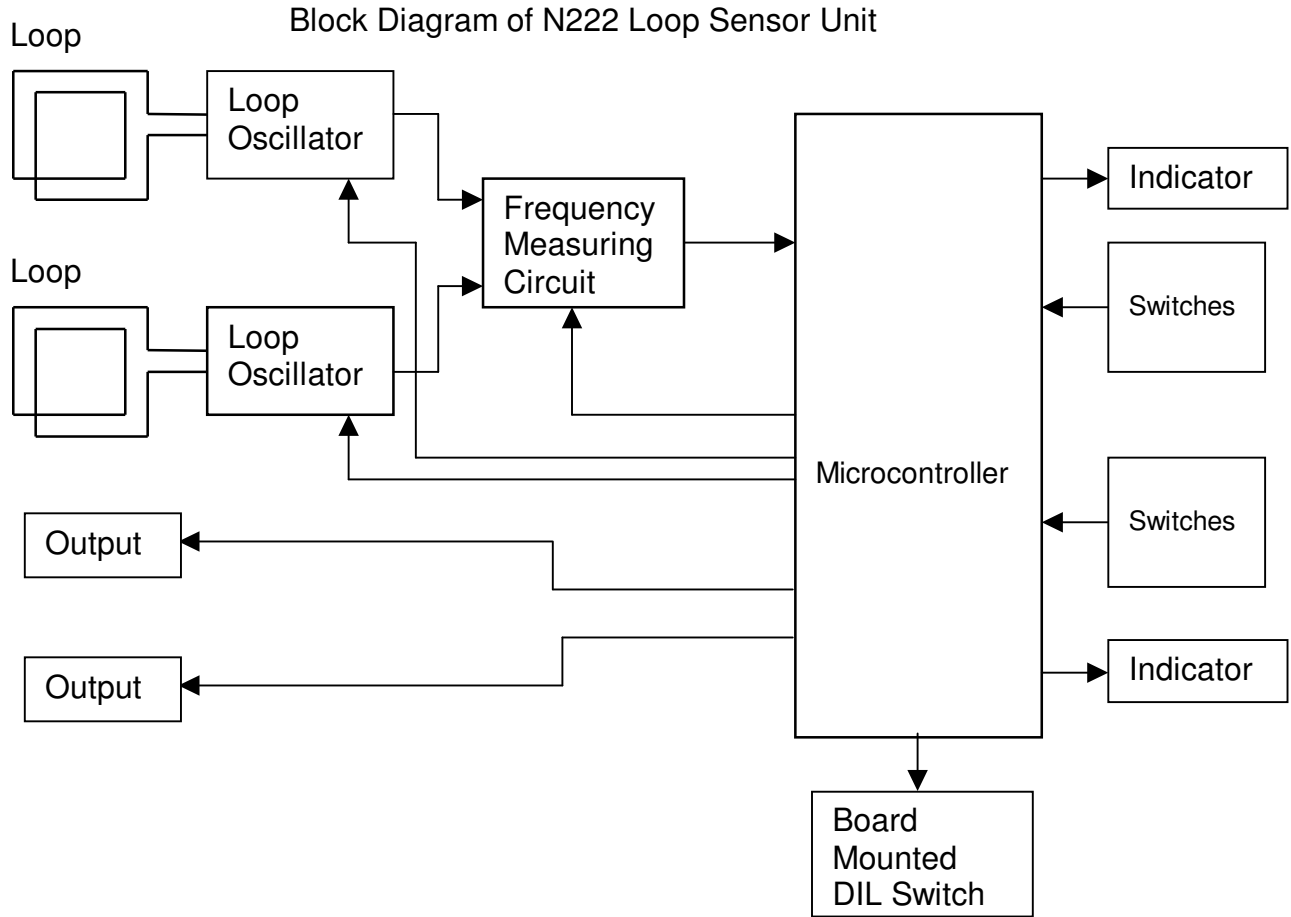 Block Diagram of N222 Loop Sensor Unit
Loop
Loop
Oscillator
Frequency
Measuring
Circuit
Indicator
Loop
Switches
Loop
Oscillator
Microcontroller
Switches
Output
Output
Indicator
Board
Mounted
DIL Switch